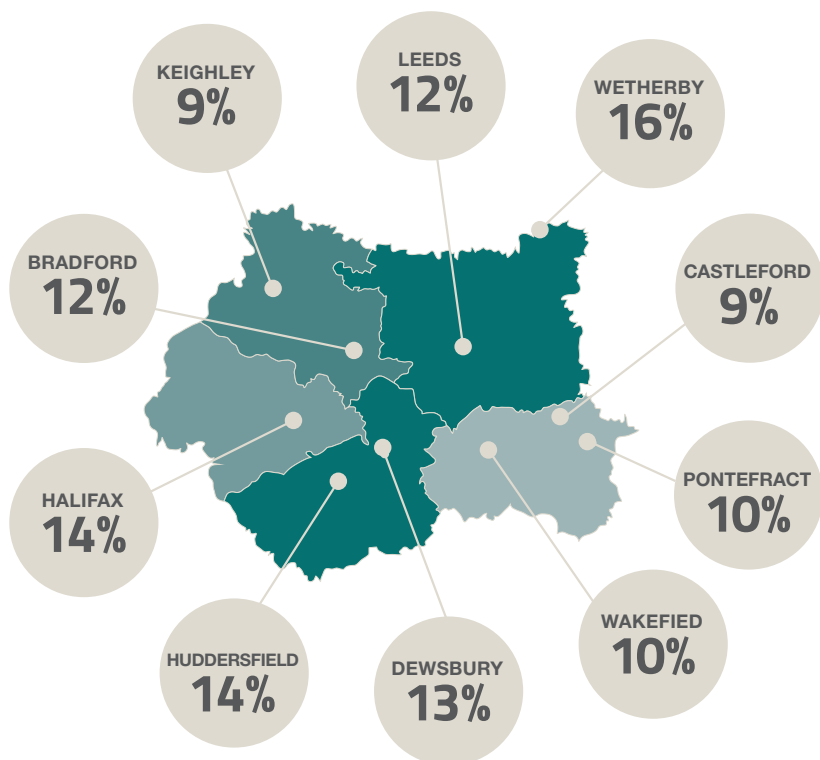 KEIGHLEY
9%
LEEDS
12%
WETHERBY
16%
BRADFORD
12%
CASTLEFORD
9%
HALIFAX
14%
PONTEFRACT
10%
HUDDERSFIELD
14%
DEWSBURY
13%
WAKEFIED
10%